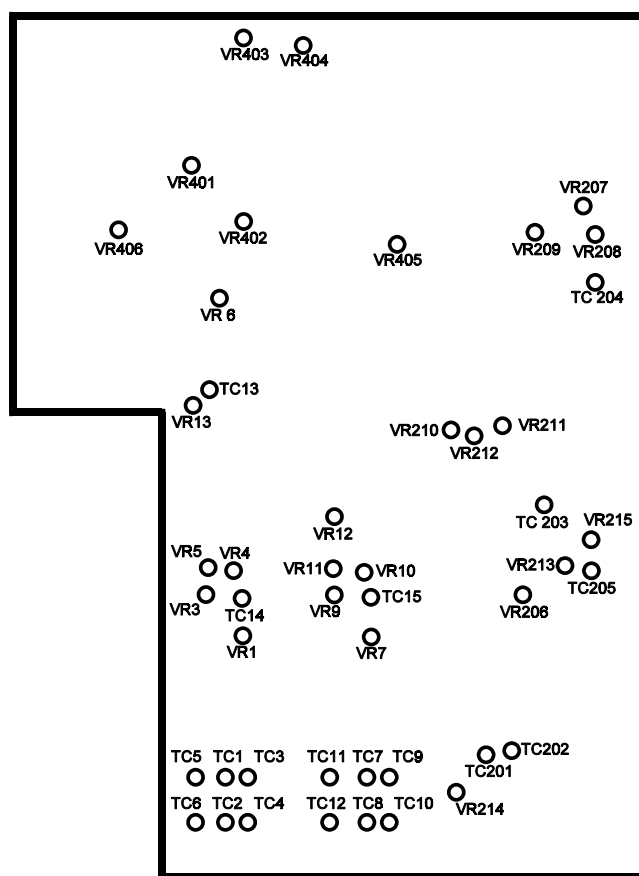 VR403
VR404
VR401
VR207
VR406
VR402
VR405
VR209
VR208
TC 204
VR 6
TC13
VR13
VR210
VR211
VR212
TC 203
VR12
VR215
VR5
VR4
VR11
VR10
VR213
TC205
VR3
TC14
VR9
TC15
VR206
VR1
VR7
TC5 TC1 TC3 TC11 TC7 TC9
TC202
TC201
TC6 TC2 TC4 TC12 TC8 TC10
VR214